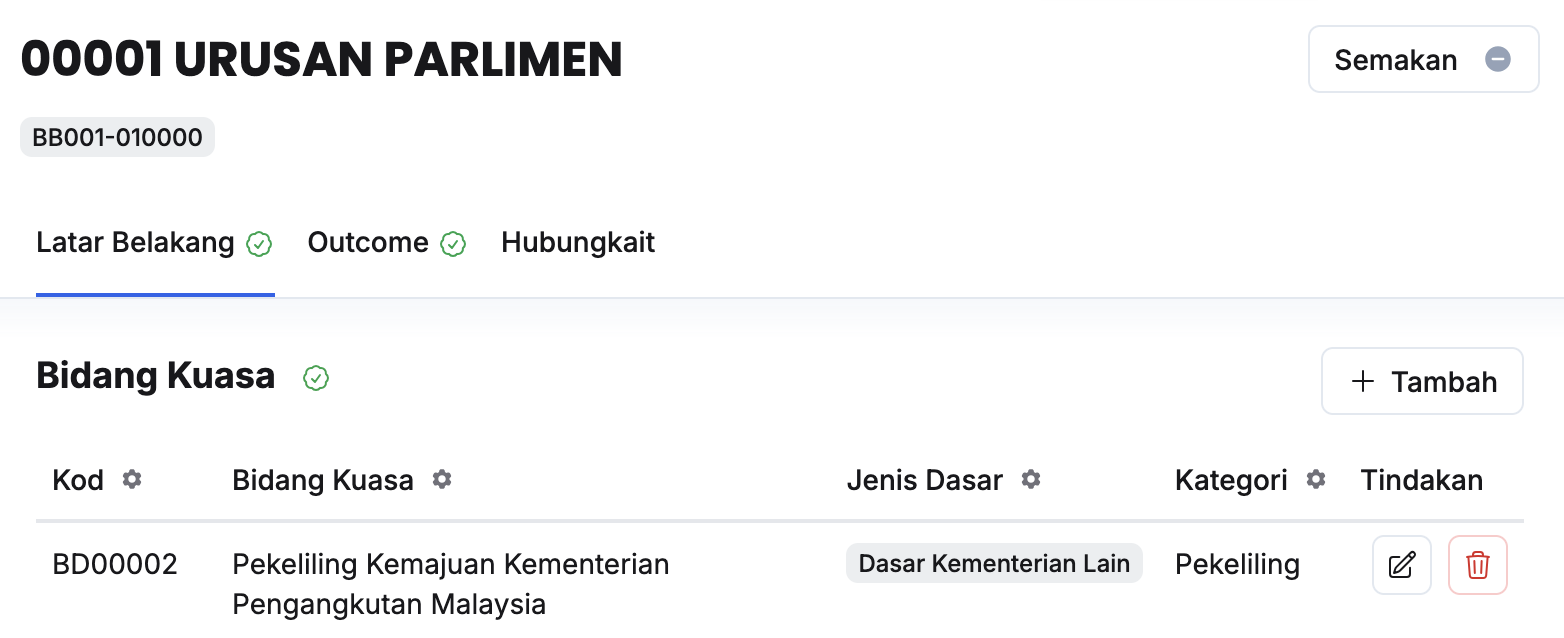 00001 URUSAN PARLIMEN
Semakan
BB001-010000
Latar Belakang
Outcome
Hubungkait
Bidang Kuasa
+ Tambah
Kod
Bidang Kuasa
Jenis Dasar
Kategori
Tindakan
BD00002
Pekeliling Kemajuan Kementerian
Pengangkutan Malaysia
Dasar Kementerian Lain
Pekeliling